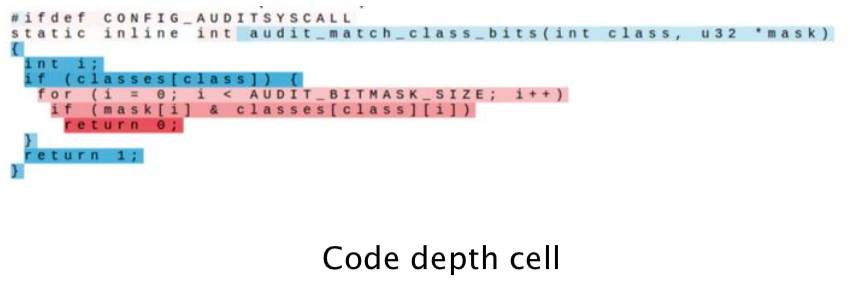 #ifdef CONFIG_AUDITSYSCALL
static inline int audit_match_class_bits(int class, u32 *mask)
{
int i;
if (classes[class]) {
for (i = 0; i < AUDIT_BITMASK_SIZE; i++)
if (mask[i] & classes[class][i])
return 0;
}
return 1;
}
Code depth cell